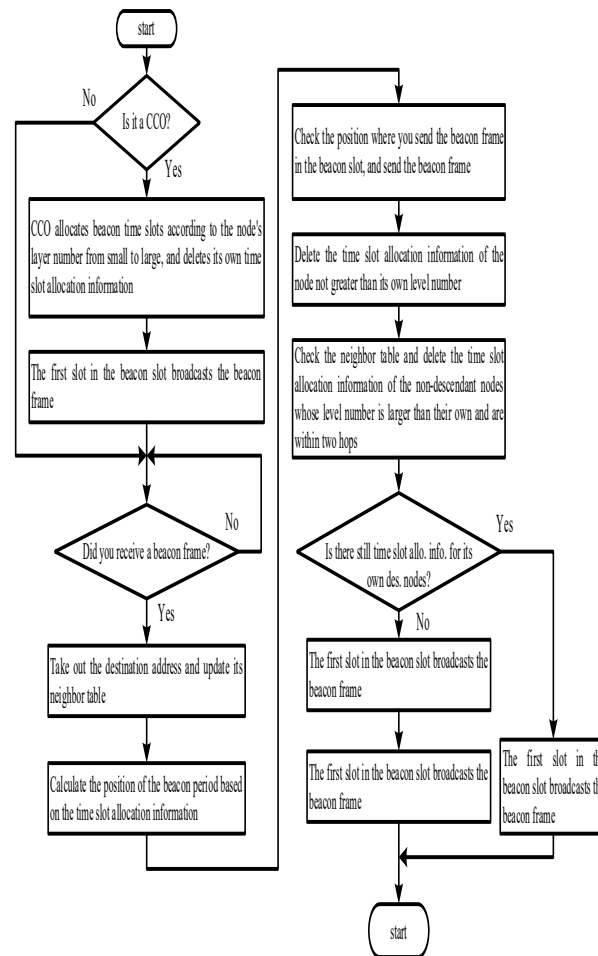 start
No
Is it a CCO?
Yes
CCO allocates beacon time slots according to the node's
layer number from small to large, and deletes its own time
slot allocation information
The first slot in the beacon slot broadcasts the beacon
frame
Did you receive a beacon frame?
No
Yes
Take out the destination address and update its
neighbor table
Calculate the position of the beacon period based
on the time slot allocation information
Check the position where you send the beacon frame
in the beacon slot, and send the beacon frame
Delete the time slot allocation information of the
node not greater than its own level number
Check the neighbor table and delete the time slot
allocation information of the non-descendant nodes
whose level number is larger than their own and are
within two hops
Is there still time slot allo. info. for its
own des. nodes?
Yes
No
The first slot in the beacon slot broadcasts the
beacon frame
The first slot in the beacon slot broadcasts the
beacon frame
The first slot in th
beacon slot broadcasts th
beacon frame
start